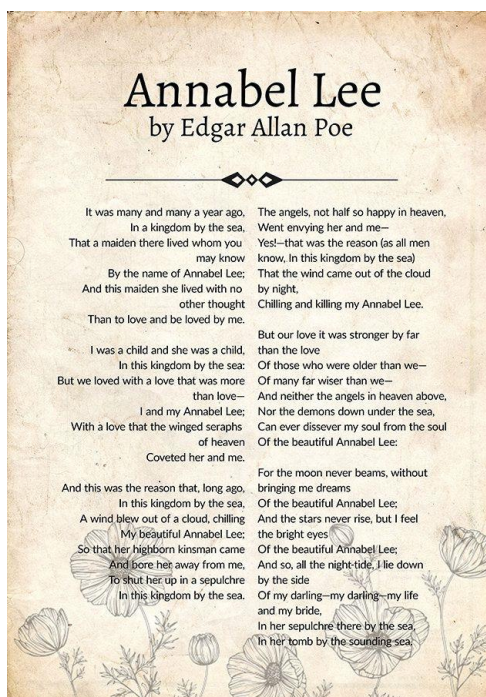 Annabel Lee
by Edgar Allan Poe
It was many and many a year ago,
In a kingdom by the sea,
That a maiden there lived whom you
may know
By the name of Annabel Lee;
And this maiden she lived with no
other thought
Than to love and be loved by me.
I was a child and she was a child,
In this kingdom by the sea:
But we loved with a love that was more
than love—
I and my Annabel Lee;
With a love that the winged seraphs
of heaven
Coveted her and me.
And this was the reason that, long ago,
In this kingdom by the sea,
A wind blew out of a cloud, chilling
My beautiful Annabel Lee;
So that her highborn kinsman came
And bore her away from me,
To shut her up in a sepulchre
In this kingdom by the sea.
The angels, not half so happy in heaven,
Went envying her and me—
Yes!—that was the reason (as all men
know, In this kingdom by the sea)
That the wind came out of the cloud
by night,
Chilling and killing my Annabel Lee.
But our love it was stronger by far
than the love
Of those who were older than we—
Of many far wiser than we—
And neither the angels in heaven above,
Nor the demons down under the sea,
Can ever dissever my soul from the soul
Of the beautiful Annabel Lee:
For the moon never beams, without
bringing me dreams
Of the beautiful Annabel Lee;
And the stars never rise, but I feel
the bright eyes
Of the beautiful Annabel Lee;
And so, all the night-tide, I lie down
by the side
Of my darling—my darling—my life
and my bride,
In her sepulchre there by the sea,
In her tomb by the sounding sea.